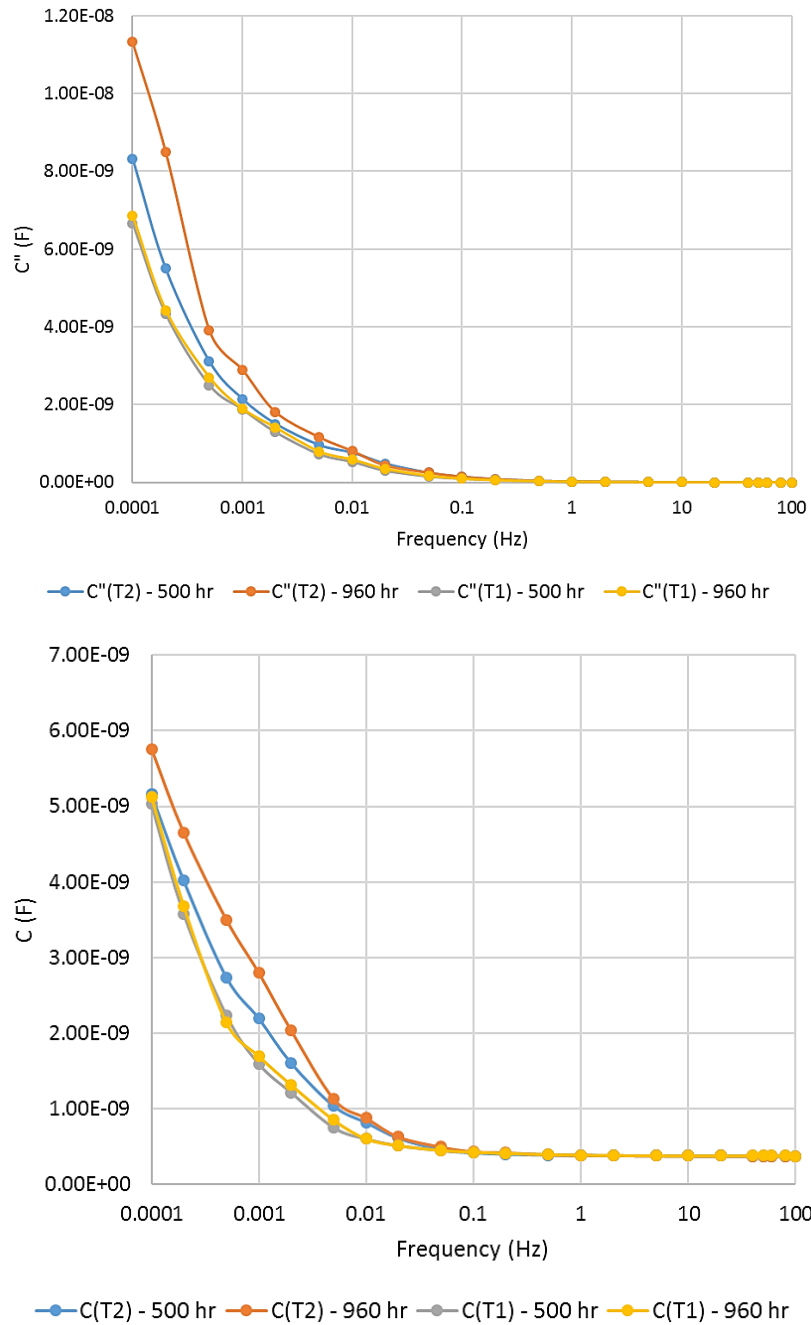 1.20E-08
1.00E-08
8.00E-09
6.00E-09
4.00E-09
2.00E-09
0.00E+00
C" (F)
0.0001 0.001 0.01 0.1 1 10 100
Frequency (Hz)
C"(T2) - 500 hr C"(T2) - 960 hr C"(T1) - 500 hr C"(T1) - 960 hr
7.00E-09
6.00E-09
5.00E-09
4.00E-09
3.00E-09
2.00E-09
1.00E-09
0.00E+00
C (F)
0.0001 0.001 0.01 0.1 1 10 100
Frequency (Hz)
C(T2) - 500 hr C(T2) - 960 hr C(T1) - 500 hr C(T1) - 960 hr